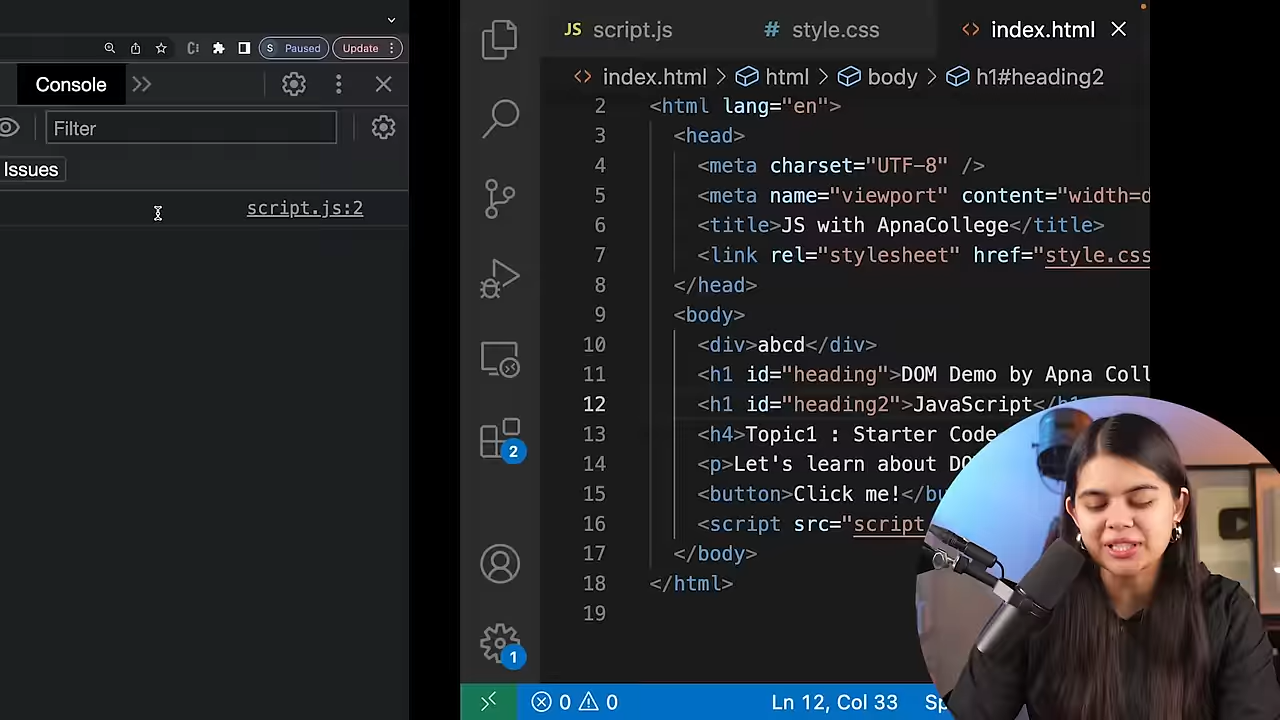 S Paused
Update
Console
Filter
Issues
script.js:2
JS script.js
# style.css
<> index.html
<> index.html > html > body > h1#heading2
2 <html lang="en">
3 <head>
4 <meta charset="UTF-8" />
5 <meta name="viewport" content="width=d
6 <title>JS with ApnaCollege</title>
7 <link rel="stylesheet" href="style.css
8 </head>
9 <body>
10 <div>abcd</div>
11 <h1 id="heading">DOM Demo by Apna Coll
12 <h1 id="heading2">JavaScript</h1>
13 <h4>Topic1 : Starter Code
14 <p>Let's learn about DO
15 <button>Click me!</bu
16 <script src="script
17 </body>
18 </html>
19
2
1
0 0
Ln 12, Col 33
Sp